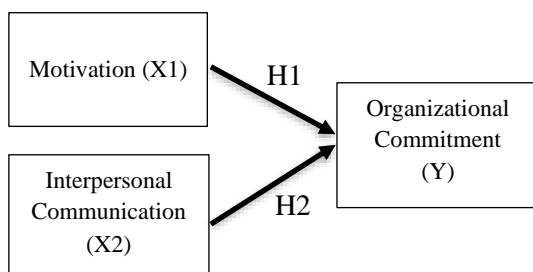 Motivation (X1)
H1
Organizational
Commitment
(Y)
Interpersonal
Communication
(X2)
H2